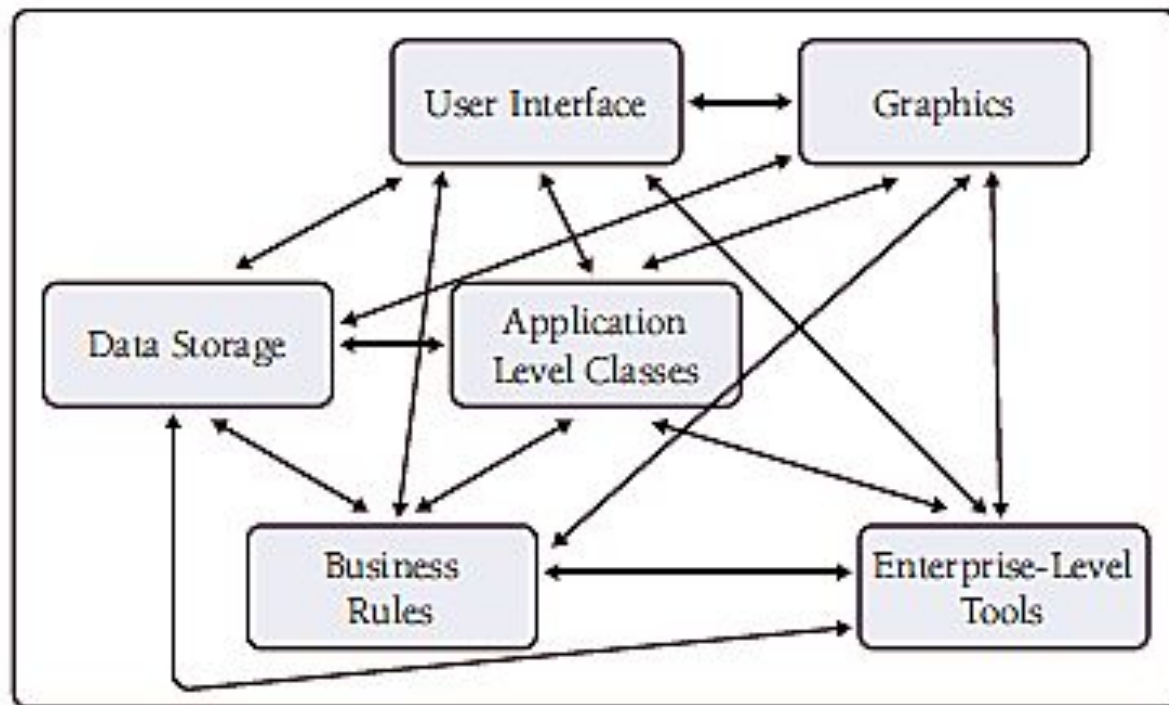 User Interface
Graphics
Data Storage
Application
Level Classes
Business
Rules
Enterprise-Level
Tools